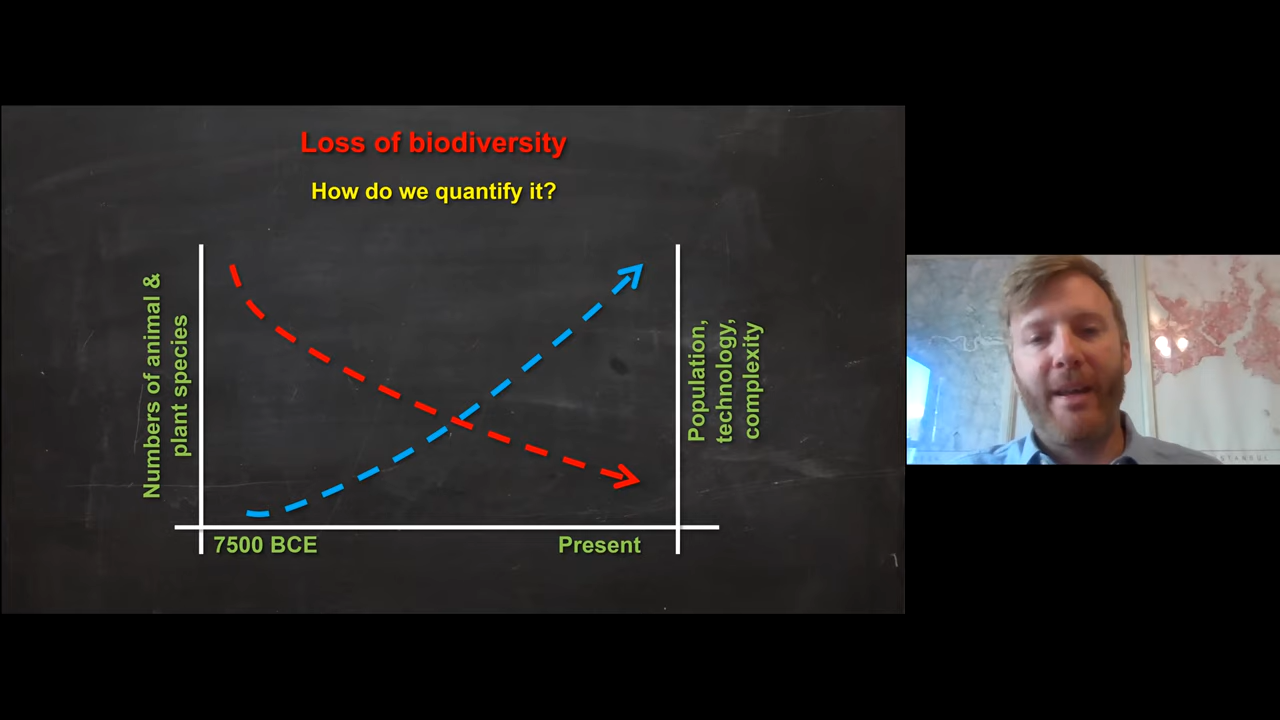 Loss of biodiversity
How do we quantify it?
Numbers of animal &
plant species
Population,
technology,
complexity
7500 BCE
Present